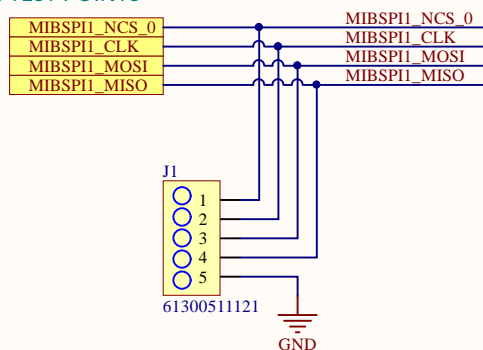 MIBSPI1_NCS_0 MIBSPI1_NCS_0
MIBSPI1_CLK MIBSPI1_CLK
MIBSPI1_MOSI MIBSPI1_MOSI
MIBSPI1_MISO MIBSPI1_MISO
J1
1
2
3
4
5
61300511121
GND